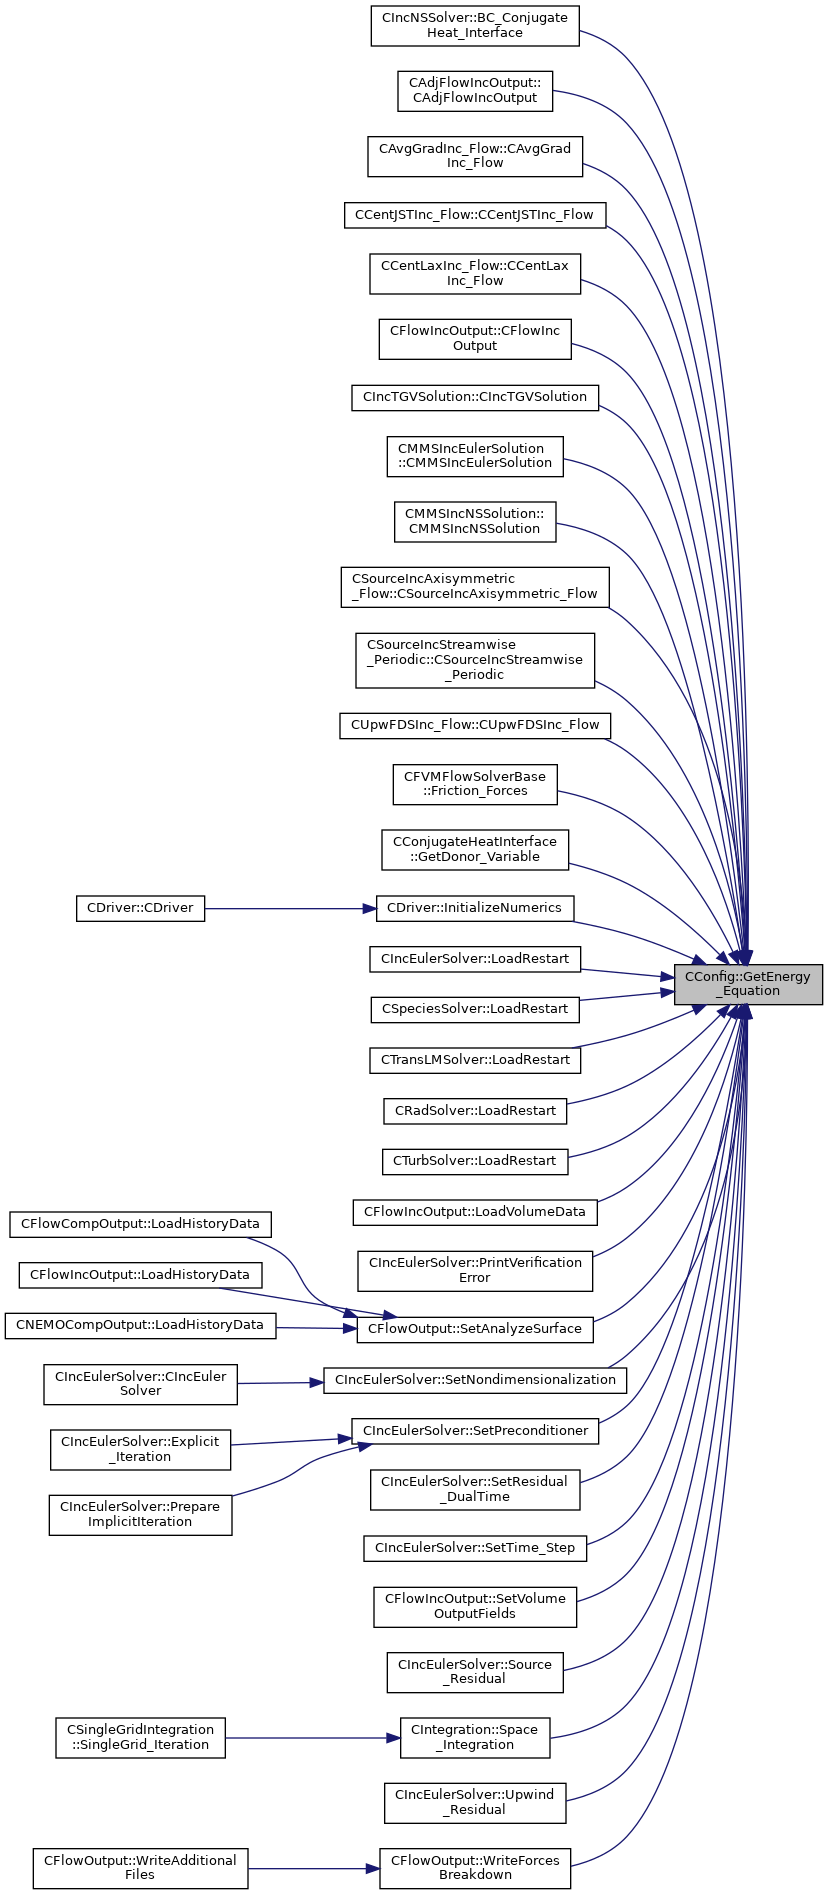 CIncNSSolver::BC_Conjugate
Heat_Interface
CAdjFlowIncOutput::
CAdjFlowIncOutput
CAvgGradInc_Flow::CAvgGrad
Inc_Flow
CCentJSTInc_Flow::CCentJSTInc_Flow
CCentLaxInc_Flow::CCentLax
Inc_Flow
CFlowIncOutput::CFlowInc
Output
CIncTGVSolution::CIncTGVSolution
CMMSIncEulerSolution
::CMMSIncEulerSolution
CMMSIncNSSolution::
CMMSIncNSSolution
CSourceIncAxisymmetric
_Flow::CSourceIncAxisymmetric_Flow
CSourceIncStreamwise
_Periodic::CSourceIncStreamwise
_Periodic
CUpwFDSInc_Flow::CUpwFDSInc_Flow
CFVMFlowSolverBase
::Friction_Forces
CConjugateHeatInterface
::GetDonor_Variable
CDriver::CDriver
CDriver::InitializeNumerics
CIncEulerSolver::LoadRestart
CConfig::GetEnergy
_Equation
CSpeciesSolver::LoadRestart
CTransLMSolver::LoadRestart
CRadSolver::LoadRestart
CTurbSolver::LoadRestart
CFlowIncOutput::LoadVolumeData
CFlowCompOutput::LoadHistoryData
CIncEulerSolver::PrintVerification
Error
CFlowIncOutput::LoadHistoryData
CNEMOCompOutput::LoadHistoryData
CFlowOutput::SetAnalyzeSurface
CIncEulerSolver::CIncEuler
Solver
CIncEulerSolver::SetNondimensionalization
CIncEulerSolver::Explicit
_Iteration
CIncEulerSolver::SetPreconditioner
CIncEulerSolver::Prepare
ImplicitIteration
CIncEulerSolver::SetResidual
_DualTime
CIncEulerSolver::SetTime_Step
CFlowIncOutput::SetVolume
OutputFields
CIncEulerSolver::Source
_Residual
CSingleGridIntegration
::SingleGrid_Iteration
CIntegration::Space
_Integration
CIncEulerSolver::Upwind
_Residual
CFlowOutput::WriteAdditional
Files
CFlowOutput::WriteForces
Breakdown